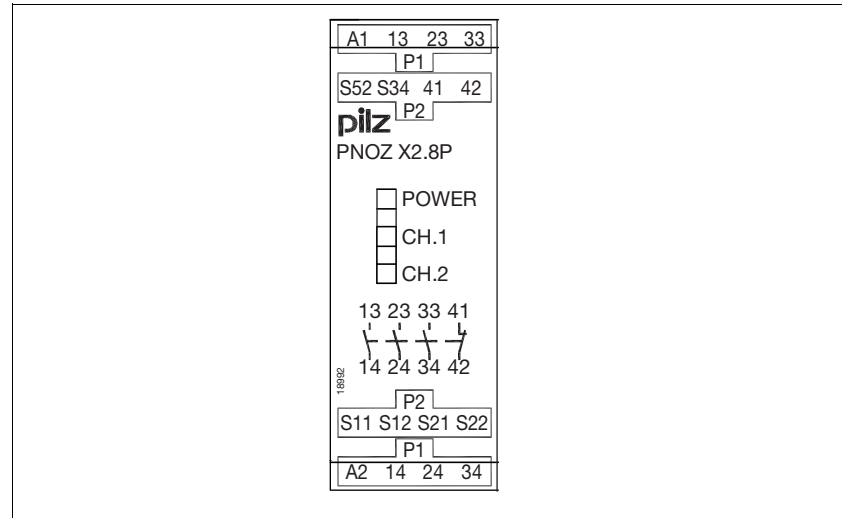 A1 13 23 33
P1
S52 S34 41 42
P2
pilz
PNOZ X2.8P
POWER
CH.1
CH.2
13 23 33 41
14 24 34 42
18992
P2
S11 S12 S21 S22
P1
A2 14 24 34